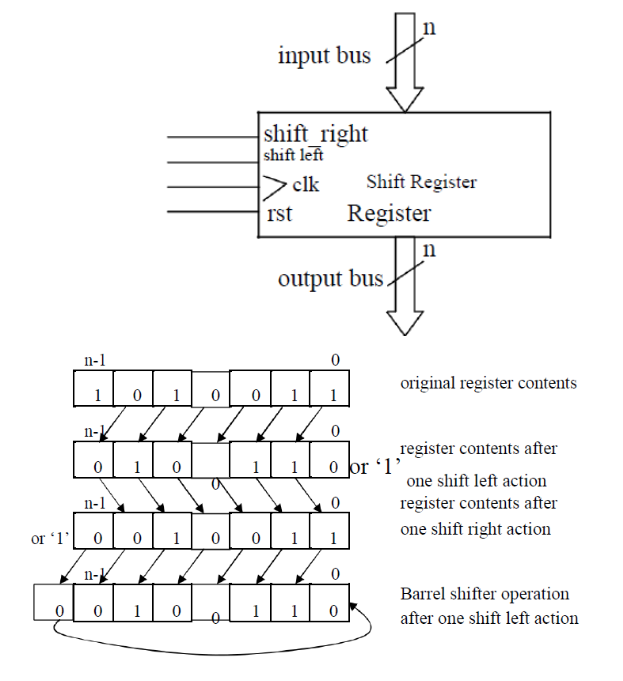 n
input bus
shift_right
shift left
clk Shift Register
rst Register
n
output bus
n-1 0
1 0 1 0 0 1 1 original register contents
n-1 0
0 1 0 0 1 1 0 or ‘1’ register contents after
one shift left action
n-1 0 register contents after
or ‘1’ 0 0 1 0 0 1 1 one shift right action
n-1 0
0 0 1 0 0 1 1 0 Barrel shifter operation
after one shift left action